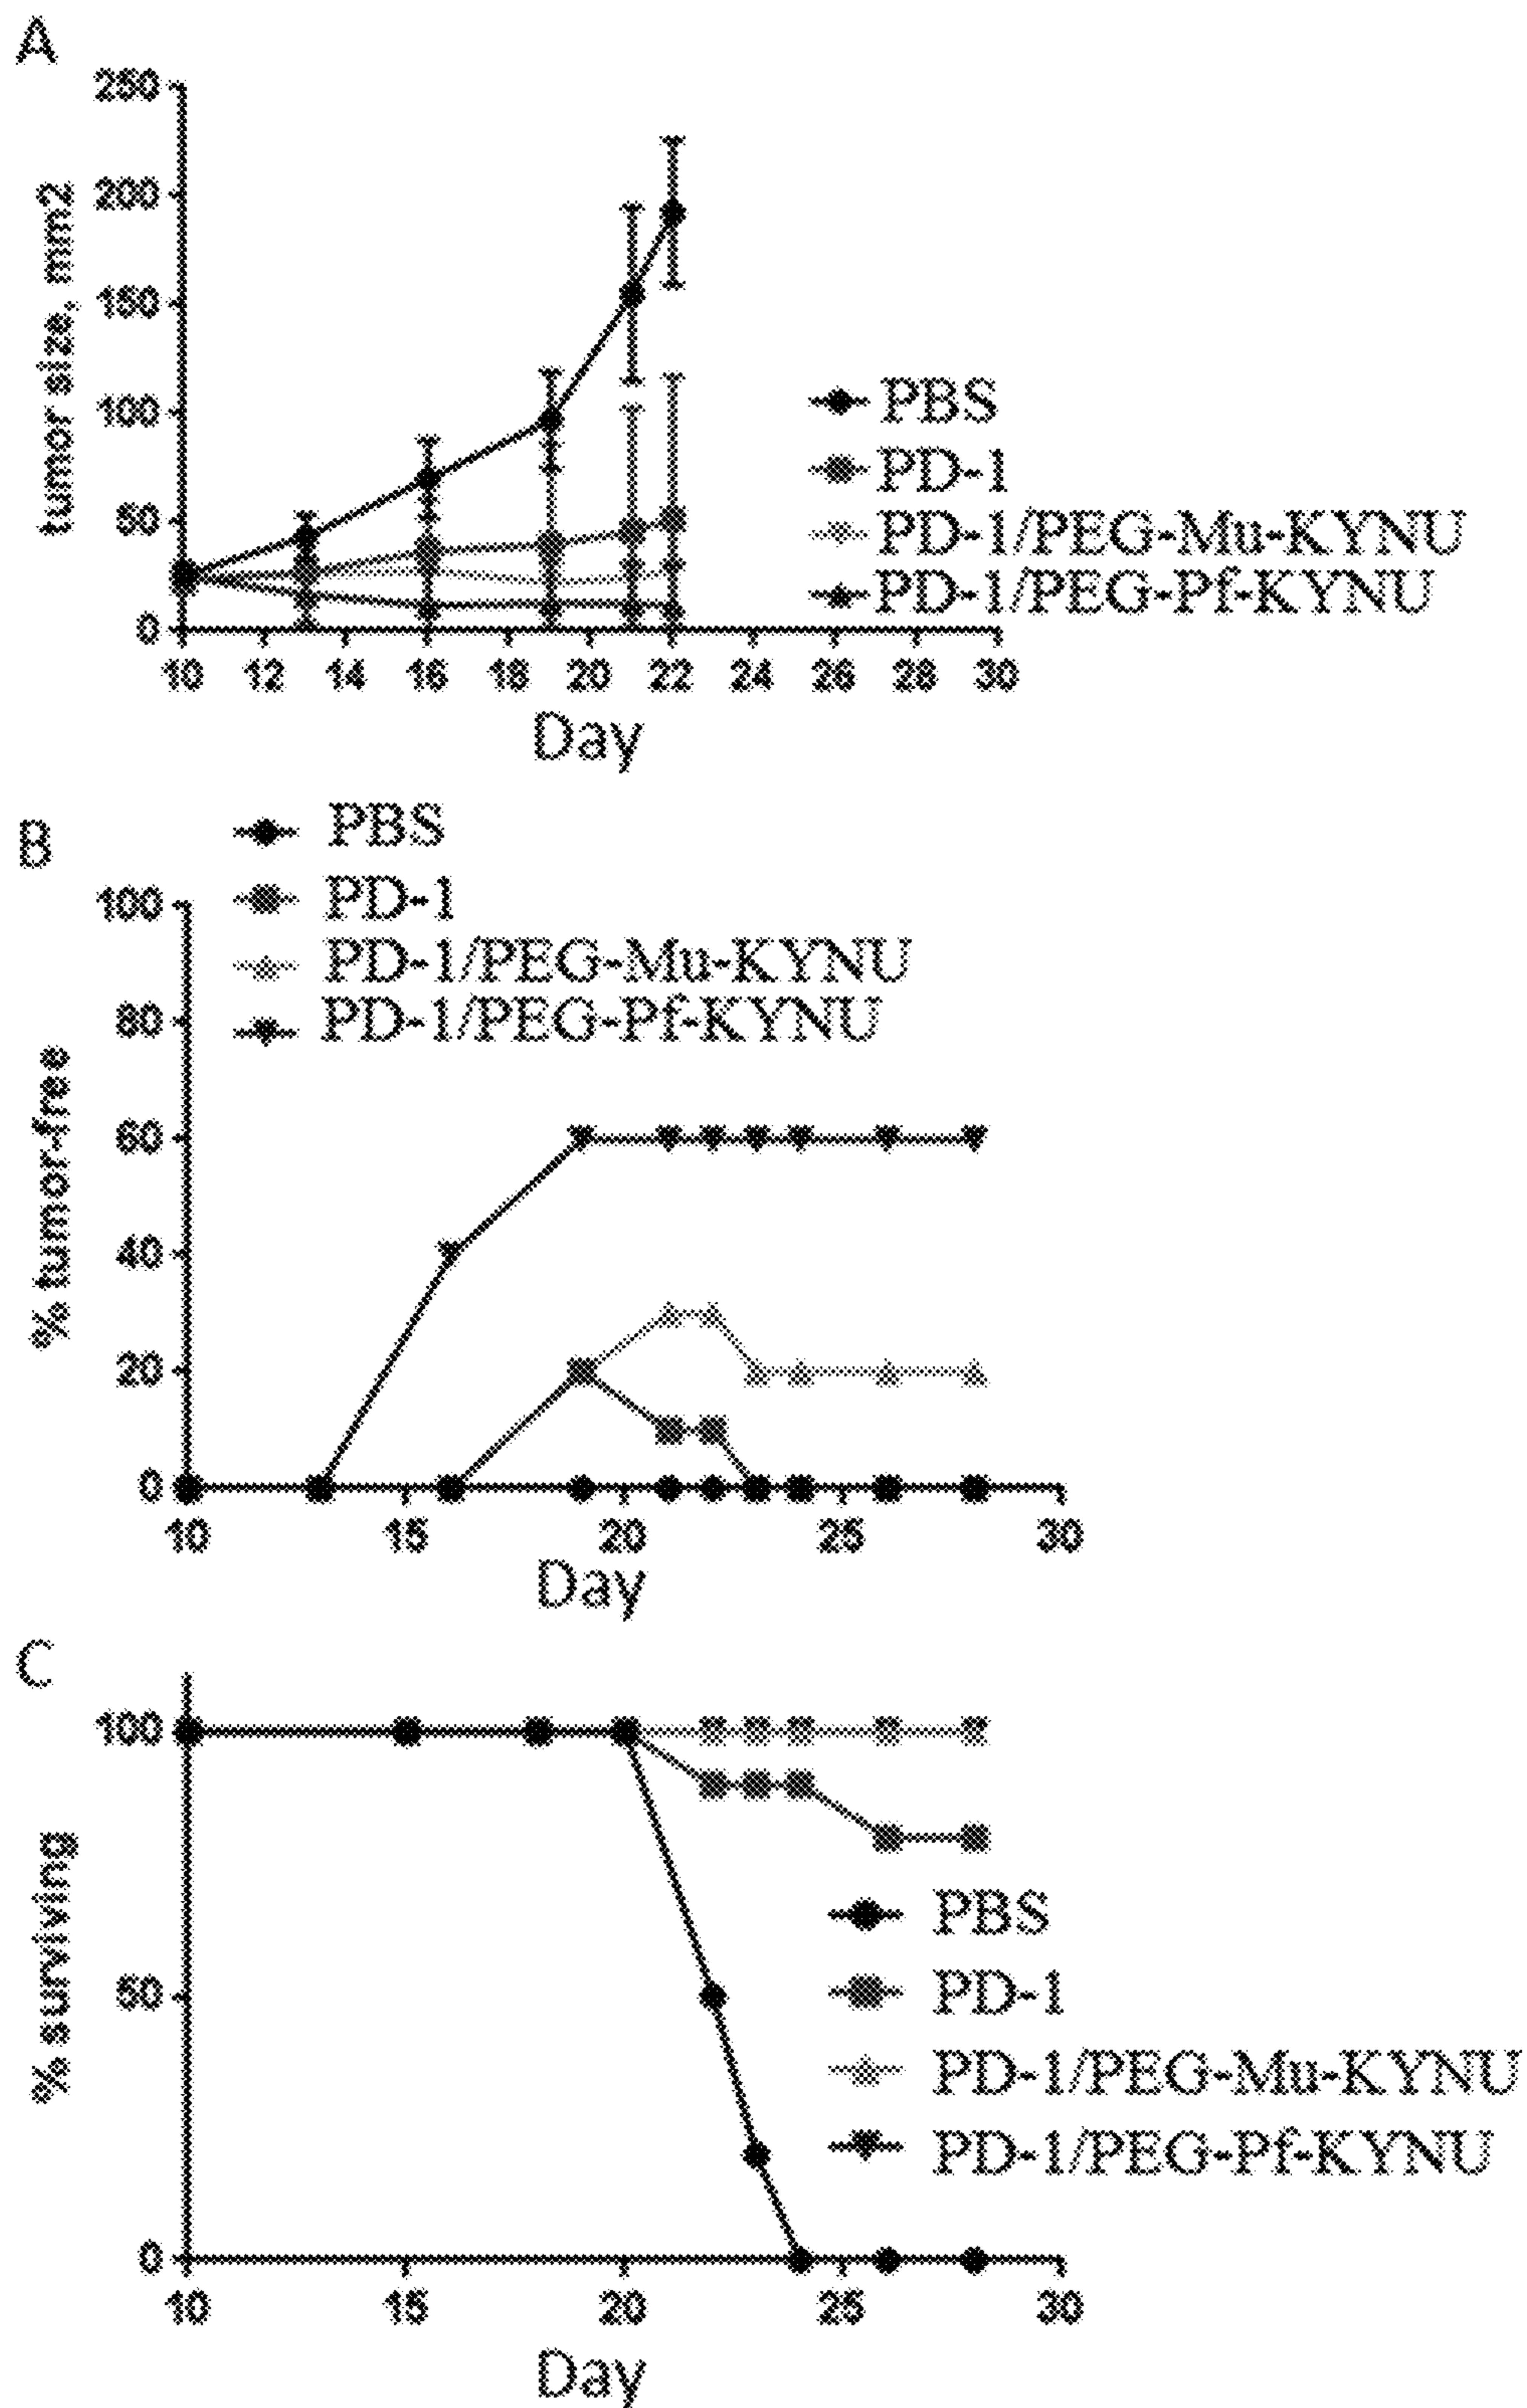 A
250
200
150
100
50
0
tumor size, mm2
10 12 14 16 18 20 22 24 26 28 30
Day
PBS
PD-1
PD-1/PEG-Mu-KYNU
PD-1/PEG-Pf-KYNU
B
PBS
PD-1
PD-1/PEG-Mu-KYNU
PD-1/PEG-Pf-KYNU
100
80
60
40
20
0
% tumor-free
10 15 20 25 30
Day
C
100
50
0
% surviving
PBS
PD-1
PD-1/PEG-Mu-KYNU
PD-1/PEG-Pf-KYNU
10 15 20 25 30
Day